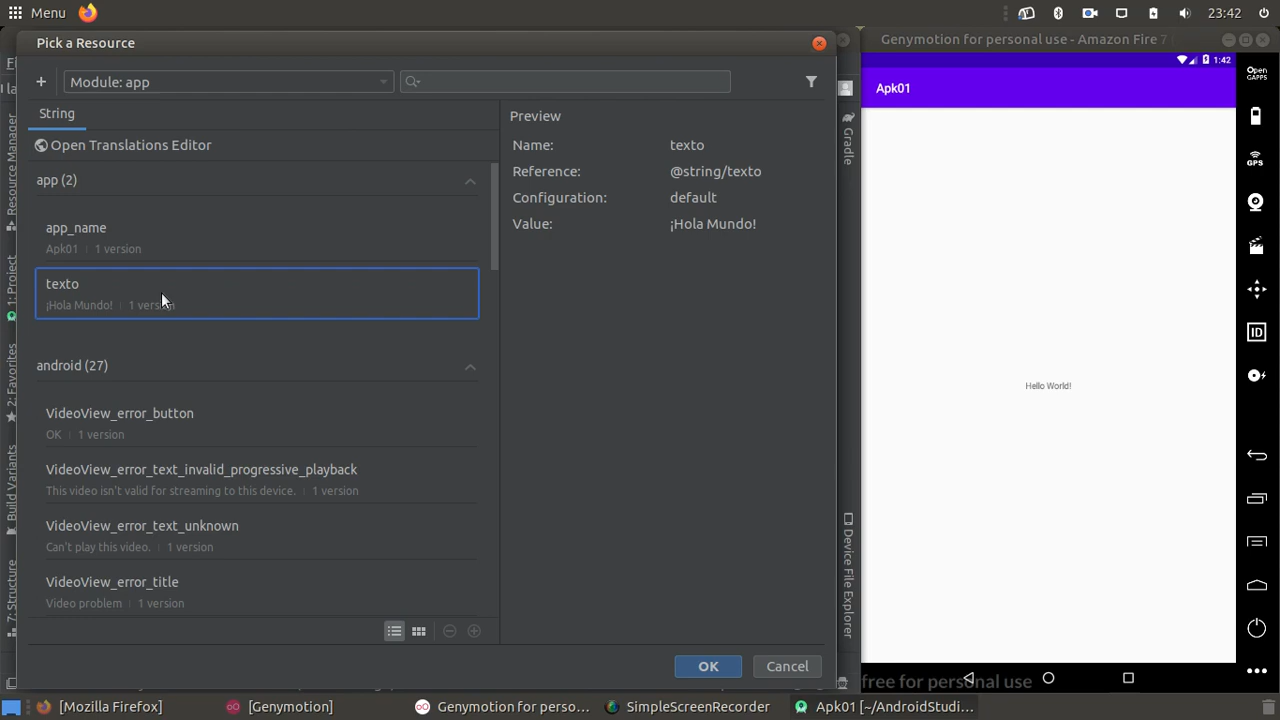 Menu
23:42
Pick a Resource
Genymotion for personal use - Amazon Fire 7
Module: app
1:42
Apk01
Open GAPPS
String
Preview
Open Translations Editor
Name: texto
Reference: @string/texto
Configuration: default
Value: ¡Hola Mundo!
app (2)
app_name
Apk01 | 1 version
texto
¡Hola Mundo! | 1 version
android (27)
VideoView_error_button
OK | 1 version
VideoView_error_text_invalid_progressive_playback
This video isn't valid for streaming to this device. | 1 version
VideoView_error_text_unknown
Can't play this video. | 1 version
VideoView_error_title
Video problem | 1 version
OK
Cancel
Resource Manager
1: Project
2: Favorites
Build Variants
7: Structure
Gradle
Device File Explorer
GPS
ID
Hello World!
free for personal use
[Mozilla Firefox]
[Genymotion]
Genymotion for perso...
SimpleScreenRecorder
Apk01 [~/AndroidStudi...